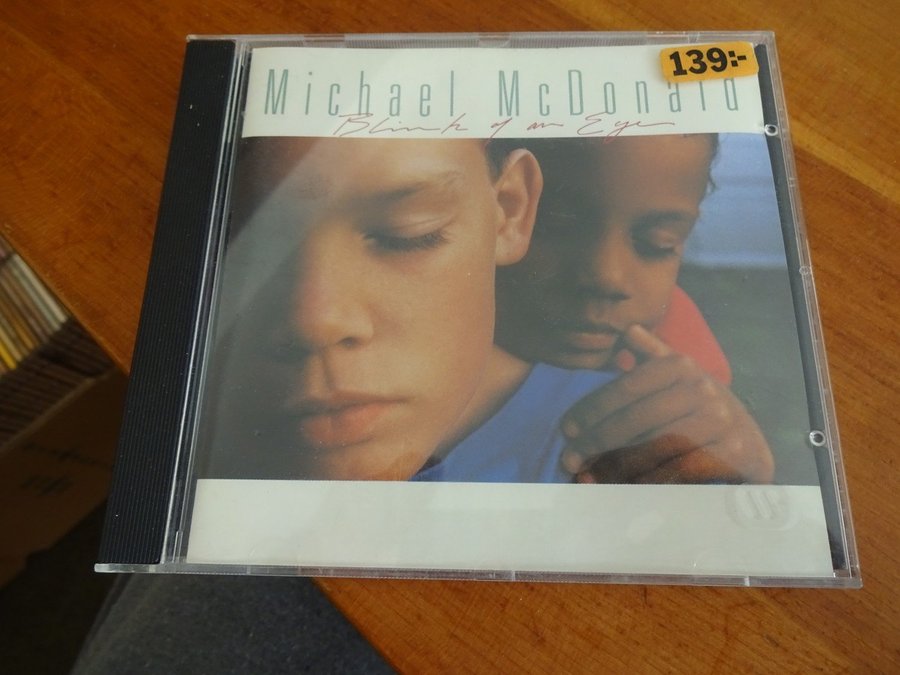 139:-
Michael McDonald
Blink of an Eye